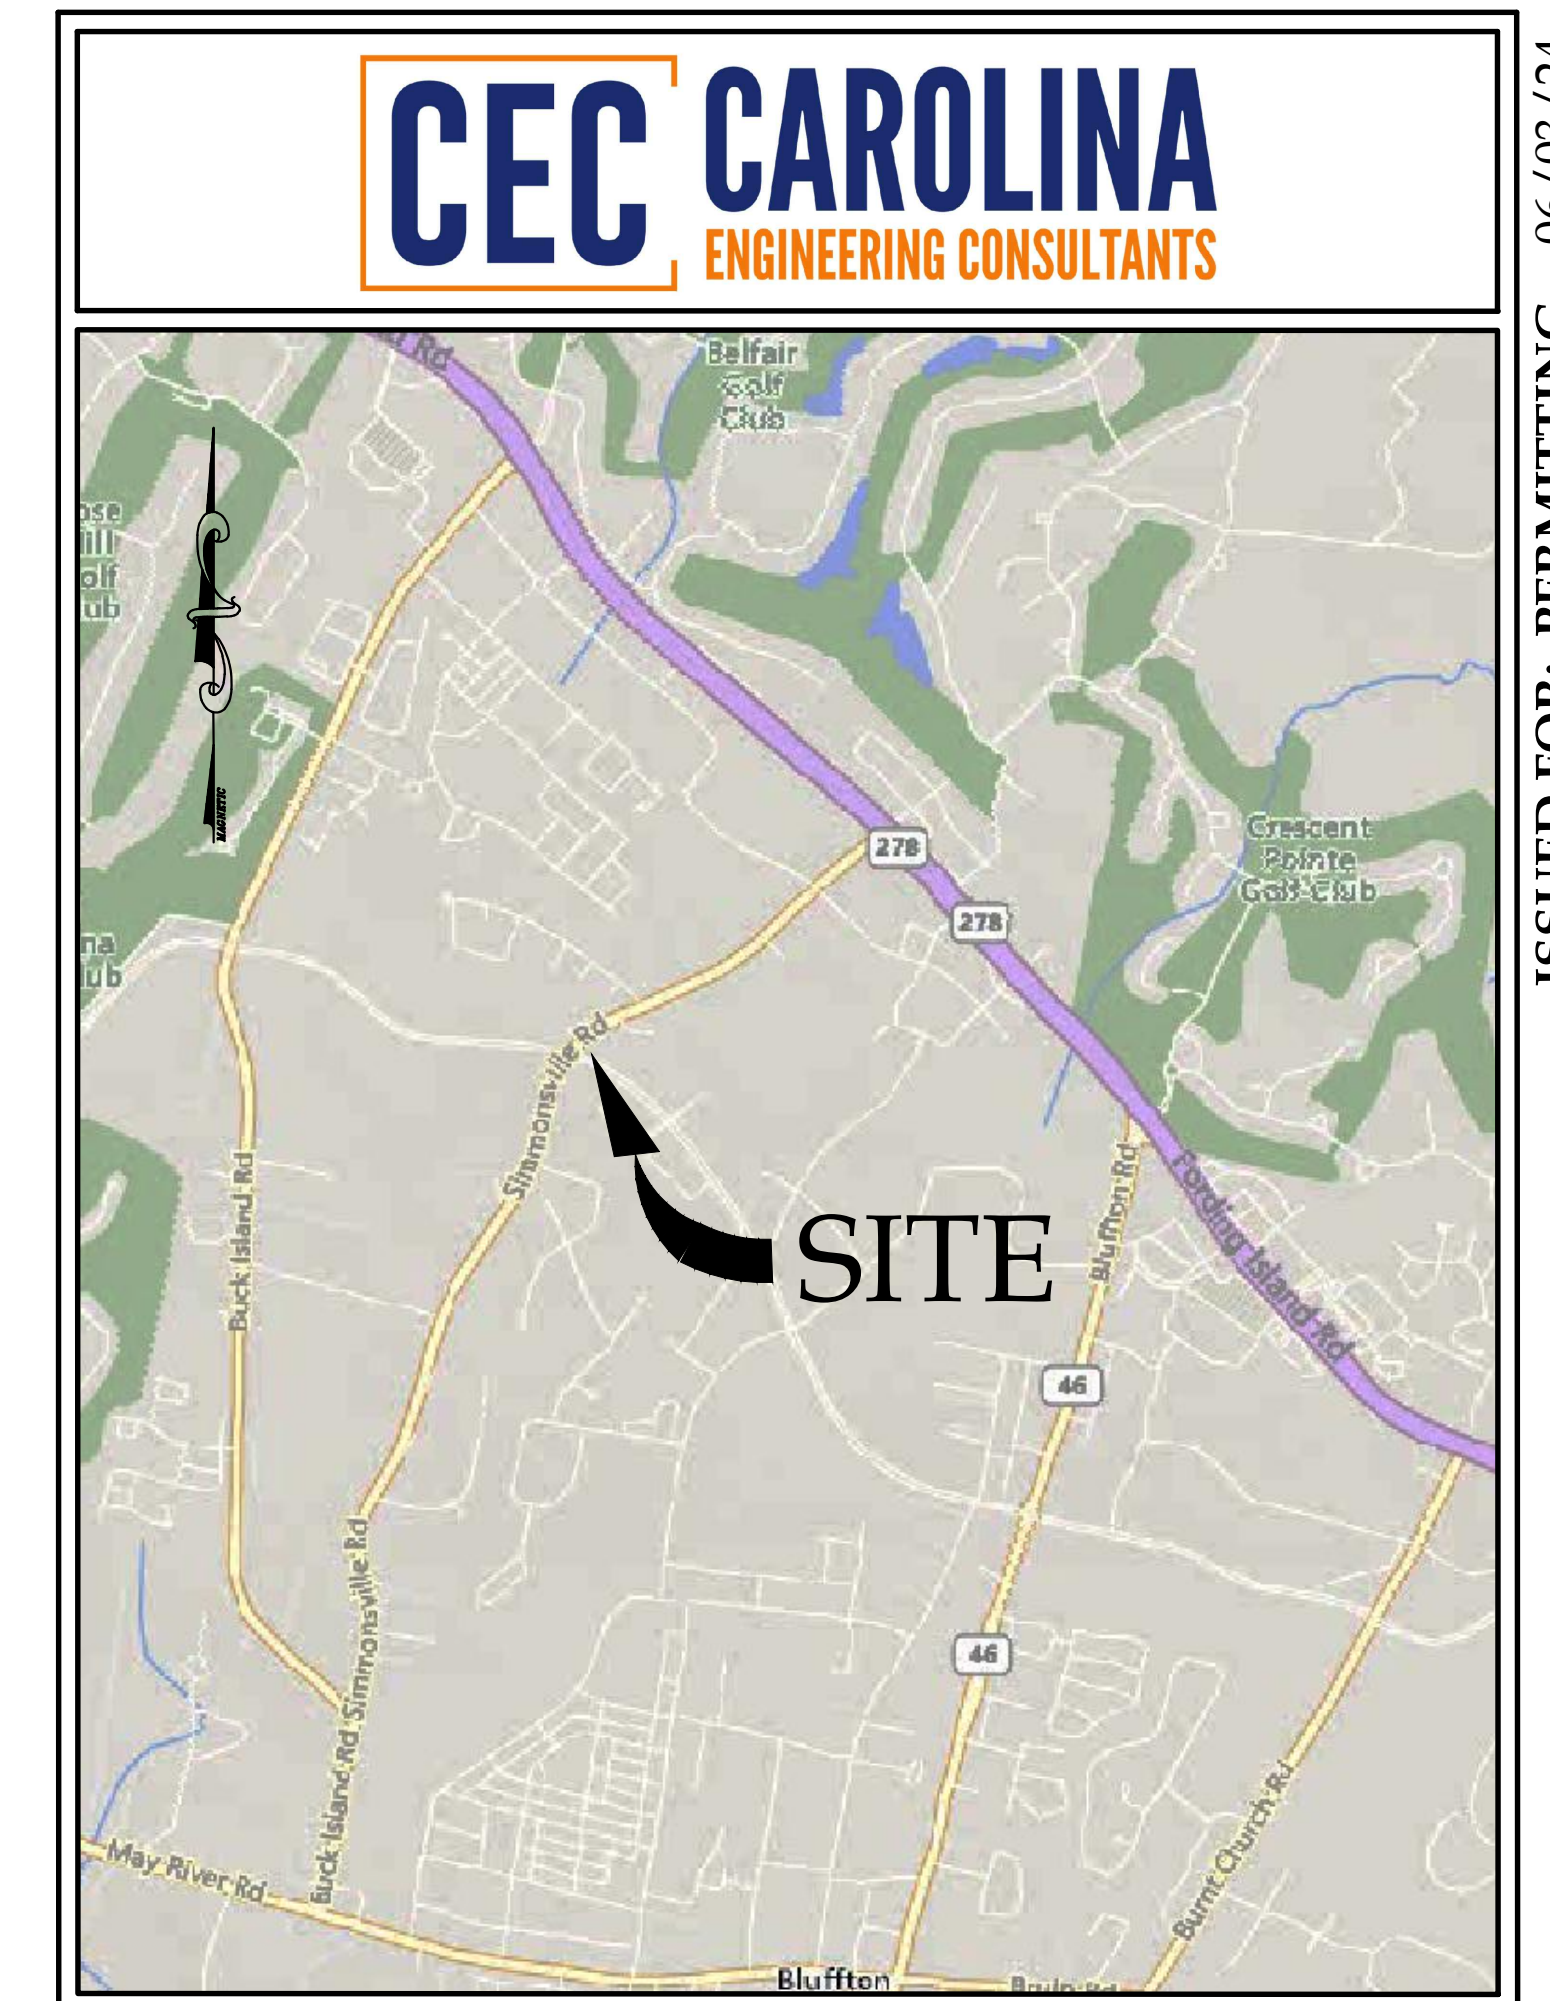 CEC
CAROLINA
ENGINEERING CONSULTANTS
Rd
Belfair
Golf
Club
MAGNETIC
278
278
Crescent
Pointe
Golf Club
Simmonsville Rd
Buck Island Rd
Bluffton Rd
Fording Island Rd
SITE
46
Simmonsville Rd
46
Buck Island Rd
Burnt Church Rd
May River Rd
Bluffton
ISSUED FOR: PERMITTING